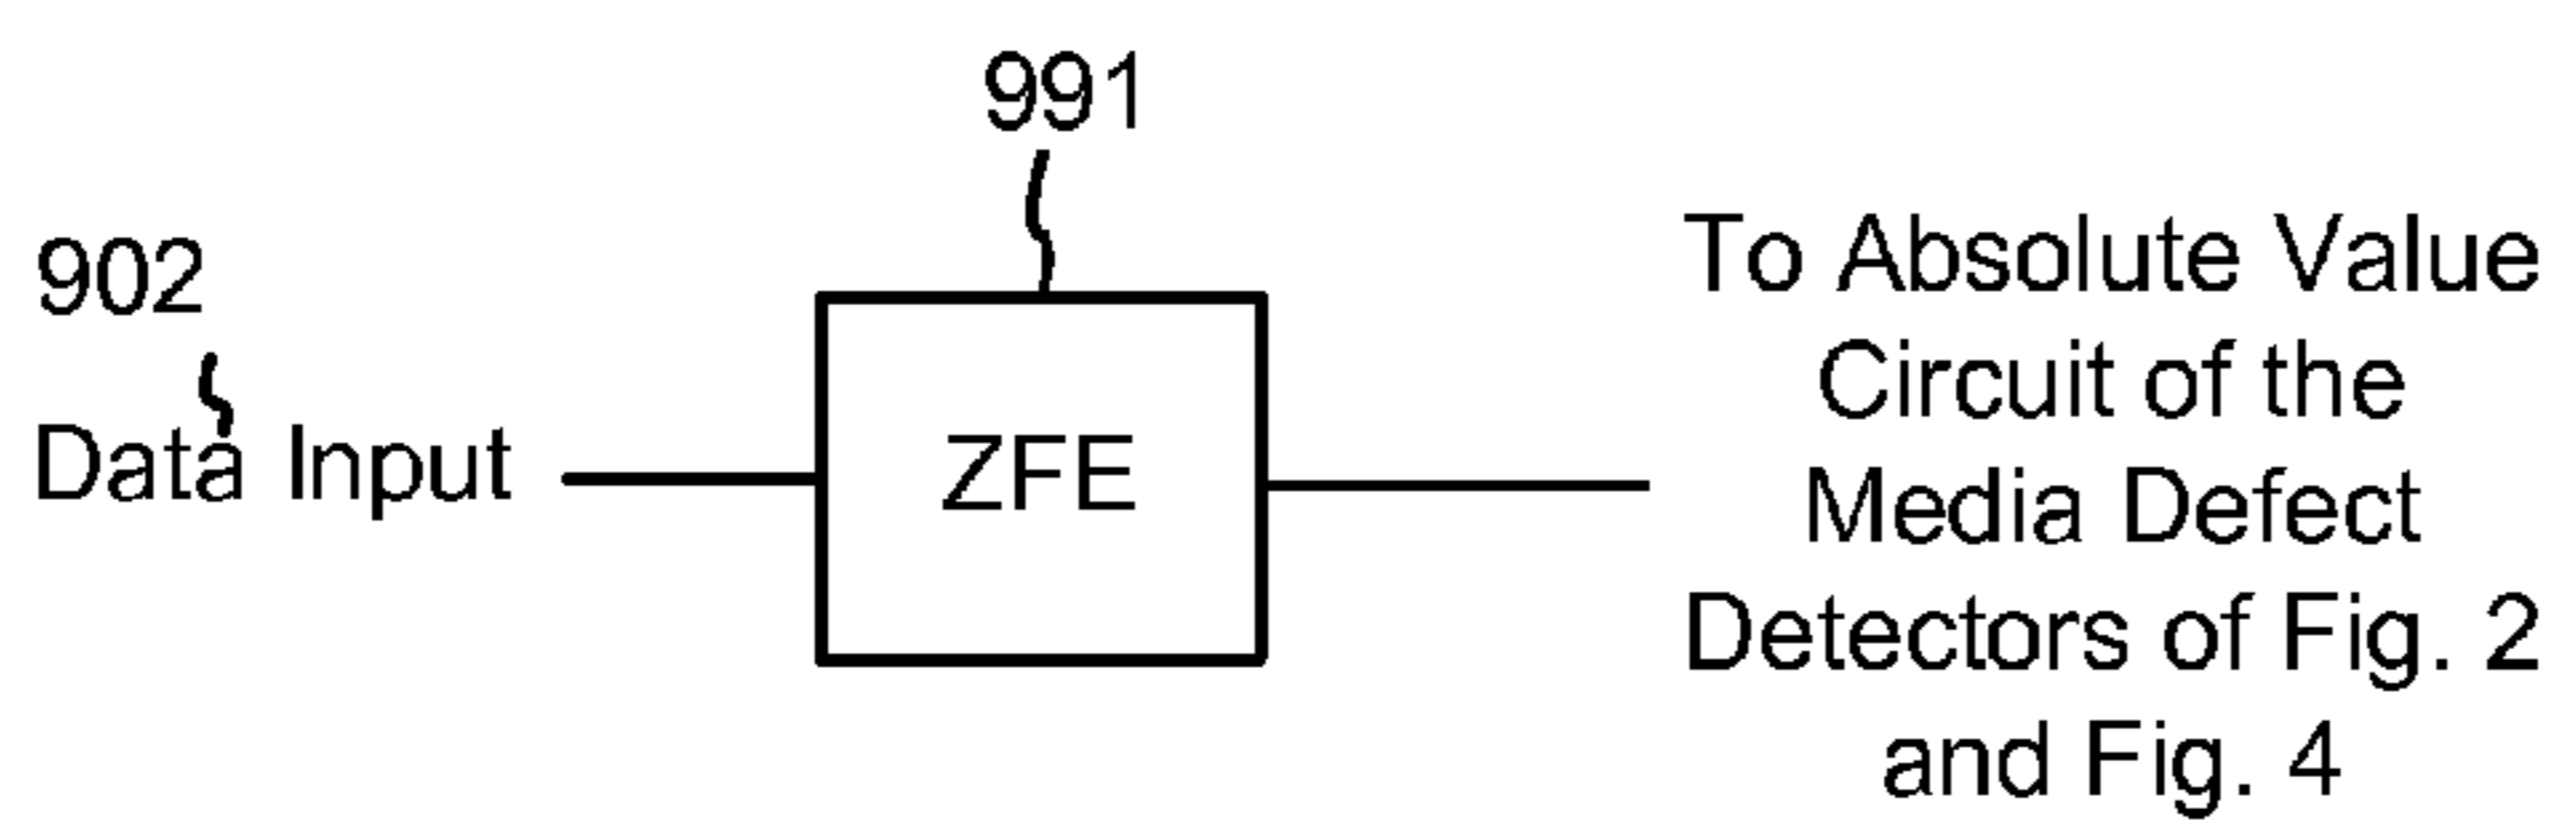 991
902
Data Input
ZFE
To Absolute Value
Circuit of the
Media Defect
Detectors of Fig. 2
and Fig. 4